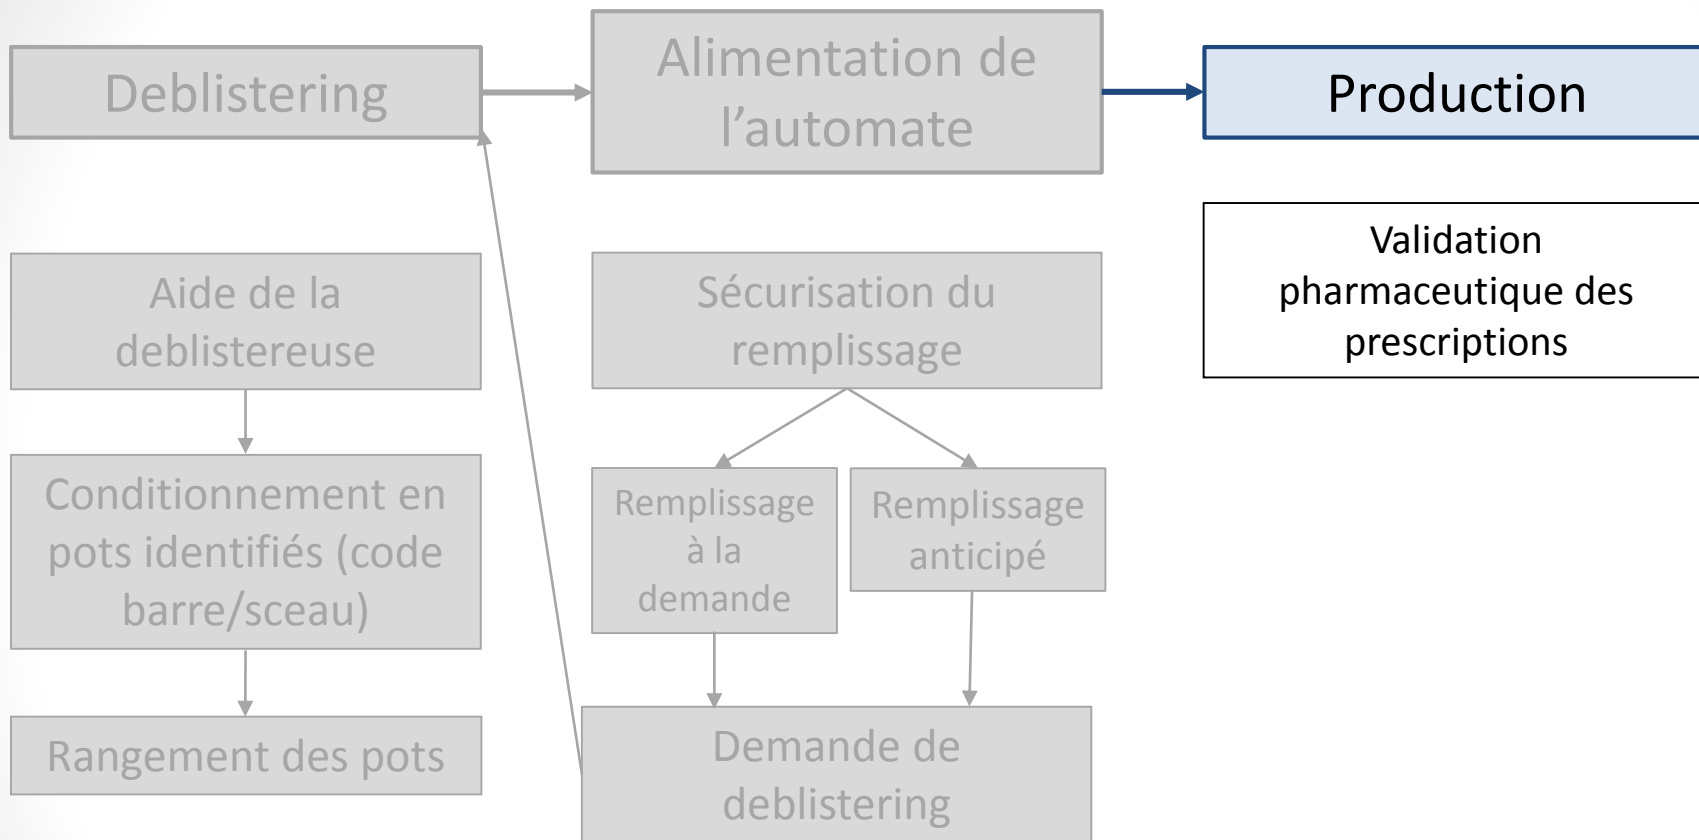 Deblistering
Alimentation de
l’automate
Production
Aide de la
deblistereuse
Conditionnement en
pots identifiés (code
barre/sceau)
Rangement des pots
Sécurisation du
remplissage
Remplissage
à la
demande
Remplissage
anticipé
Demande de
deblistering
Validation
pharmaceutique des
prescriptions